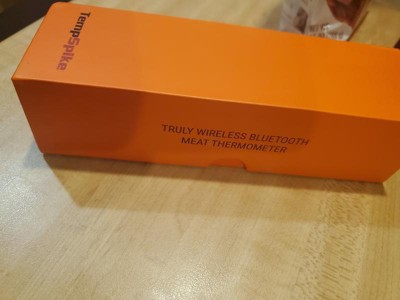 TempSpike
TRULY WIRELESS BLUETOOTH
MEAT THERMOMETER